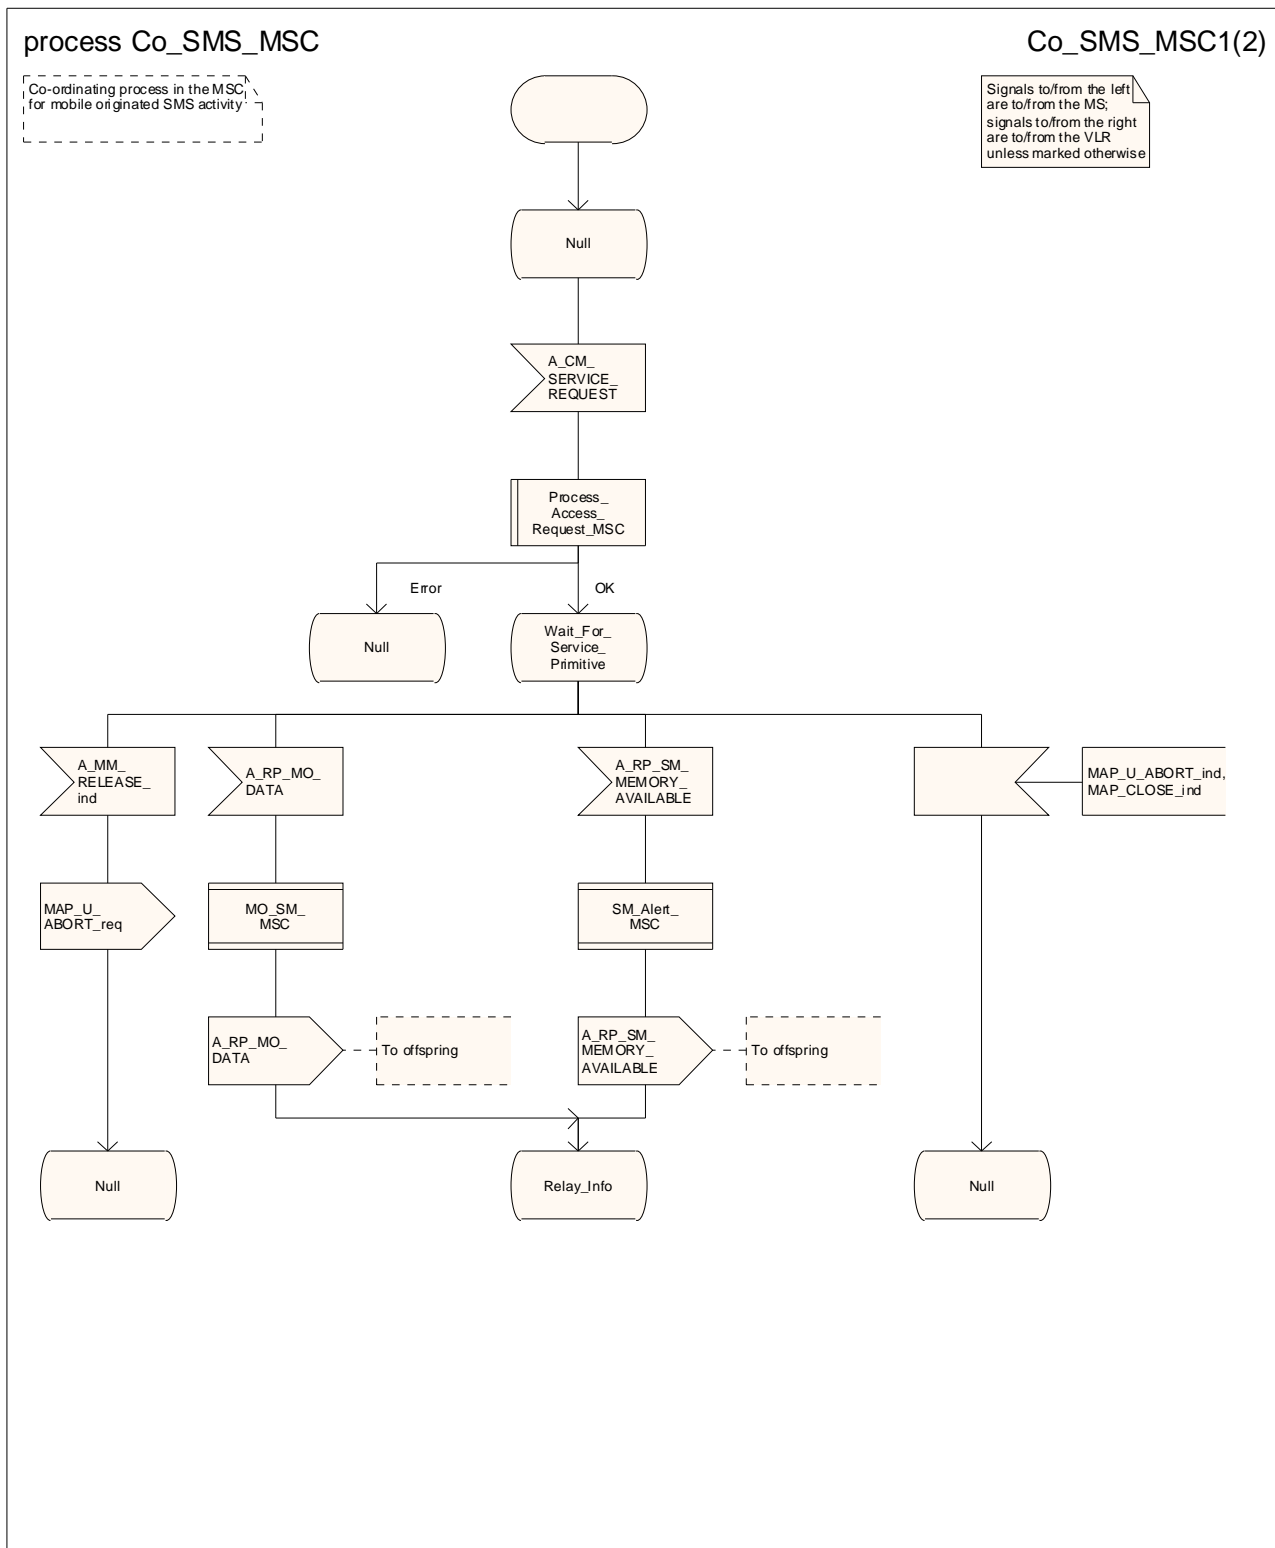 process Co_SMS_MSC
Co_SMS_MSC1(2)
Co-ordinating process in the MSC
for mobile originated SMS activity
Signals to/from the left
are to/from the MS;
signals to/from the right
are to/from the VLR
unless marked otherwise
Null
A_CM_
SERVICE_
REQUEST
Process_
Access_
Request_MSC
Error
OK
Null
Wait_For_
Service_
Primitive
A_MM_
RELEASE_
ind
A_RP_MO_
DATA
A_RP_SM_
MEMORY_
AVAILABLE
MAP_U_ABORT_ind,
MAP_CLOSE_ind
MAP_U_
ABORT_req
MO_SM_
MSC
SM_Alert_
MSC
A_RP_MO_
DATA
To offspring
A_RP_SM_
MEMORY_
AVAILABLE
To offspring
Null
Relay_Info
Null